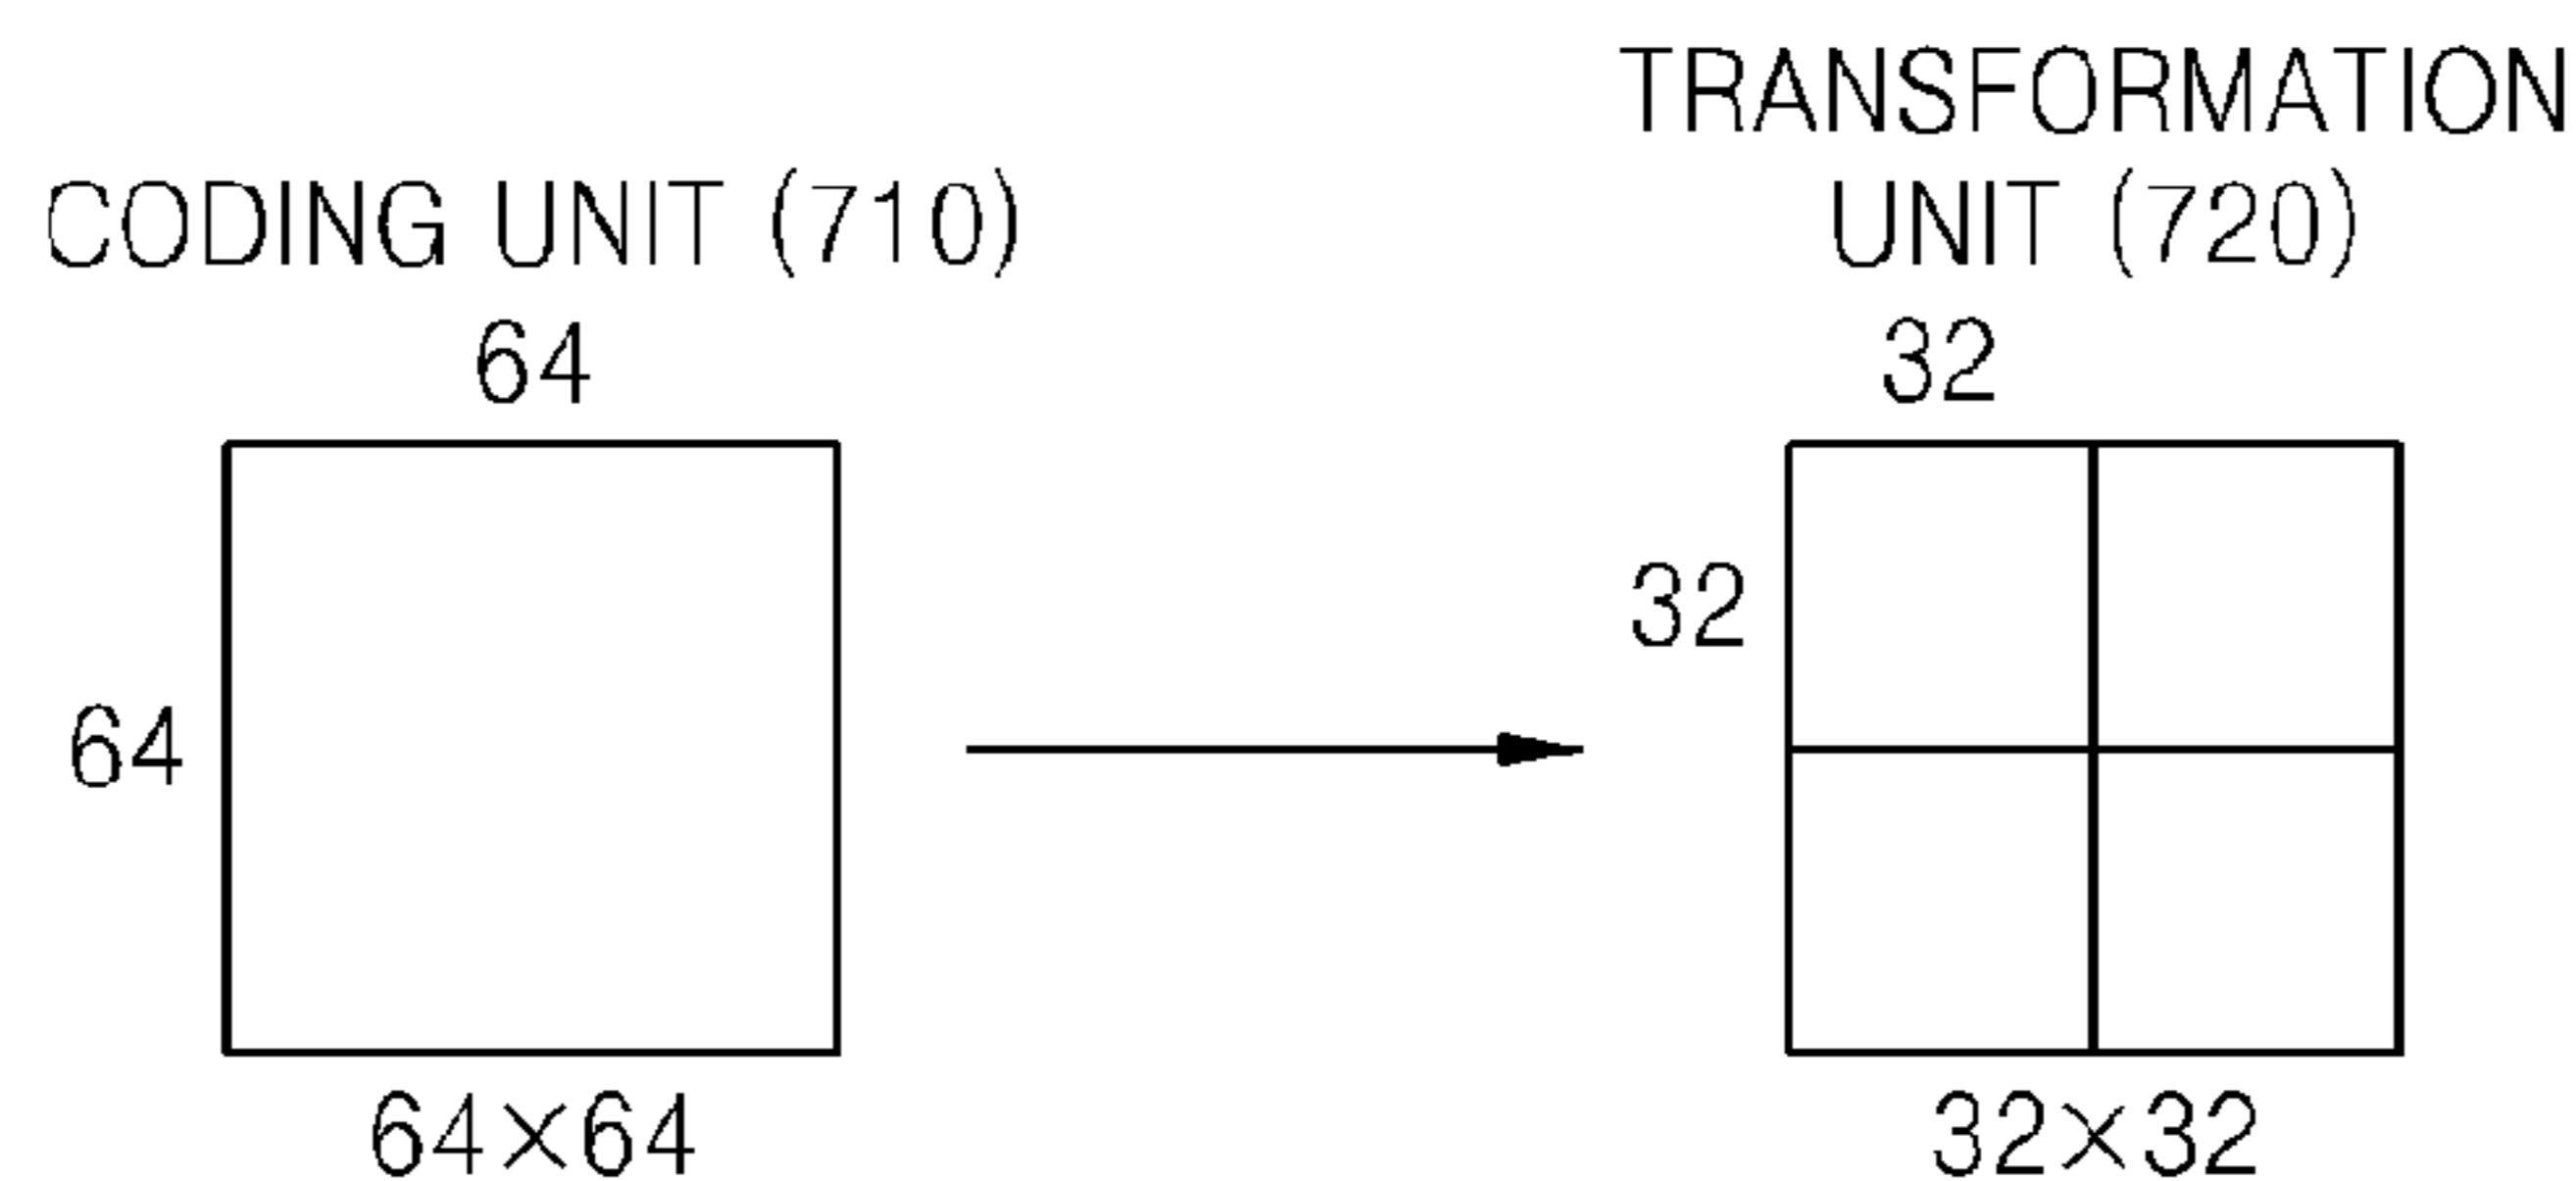 CODING UNIT (710)
64
64
64×64
TRANSFORMATION
UNIT (720)
32
32
32×32